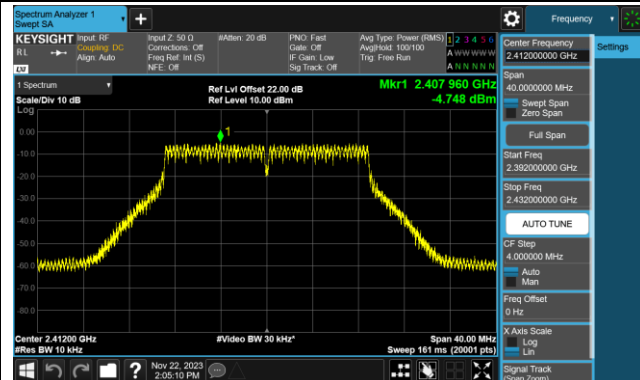 Spectrum Analyzer 1
Swept SA
Frequency
KEYSIGHT
RL
Input: RF
Coupling: DC
Align: Auto
Input Z: 50 Ω
Corrections: Off
Freq Ref: Int (S)
NFE: Off
#Atten: 20 dB
PNO: Fast
Gate: Off
IF Gain: Low
Sig Track: Off
Avg Type: Power (RMS)
Avg|Hold: 100/100
Trig: Free Run
1 2 3 4 5 6
A W W W W W
A N N N N N
LXI
1 Spectrum
Scale/Div 10 dB
Log
Ref Lvl Offset 22.00 dB
Ref Level 10.00 dBm
Mkr1 2.407 960 GHz
-4.748 dBm
1
0.00
-10.0
-20.0
-30.0
-40.0
-50.0
-60.0
-70.0
-80.0
Center 2.41200 GHz
#Res BW 10 kHz
#Video BW 30 kHz*
Span 40.00 MHz
Sweep 161 ms (20001 pts)
Nov 22, 2023
2:05:10 PM
?
Center Frequency
2.412000000 GHz
Span
40.0000000 MHz
Swept Span
Zero Span
Full Span
Start Freq
2.392000000 GHz
Stop Freq
2.432000000 GHz
AUTO TUNE
CF Step
4.000000 MHz
Auto
Man
Freq Offset
0 Hz
X Axis Scale
Log
Lin
Signal Track
(Span Zoom)
Settings